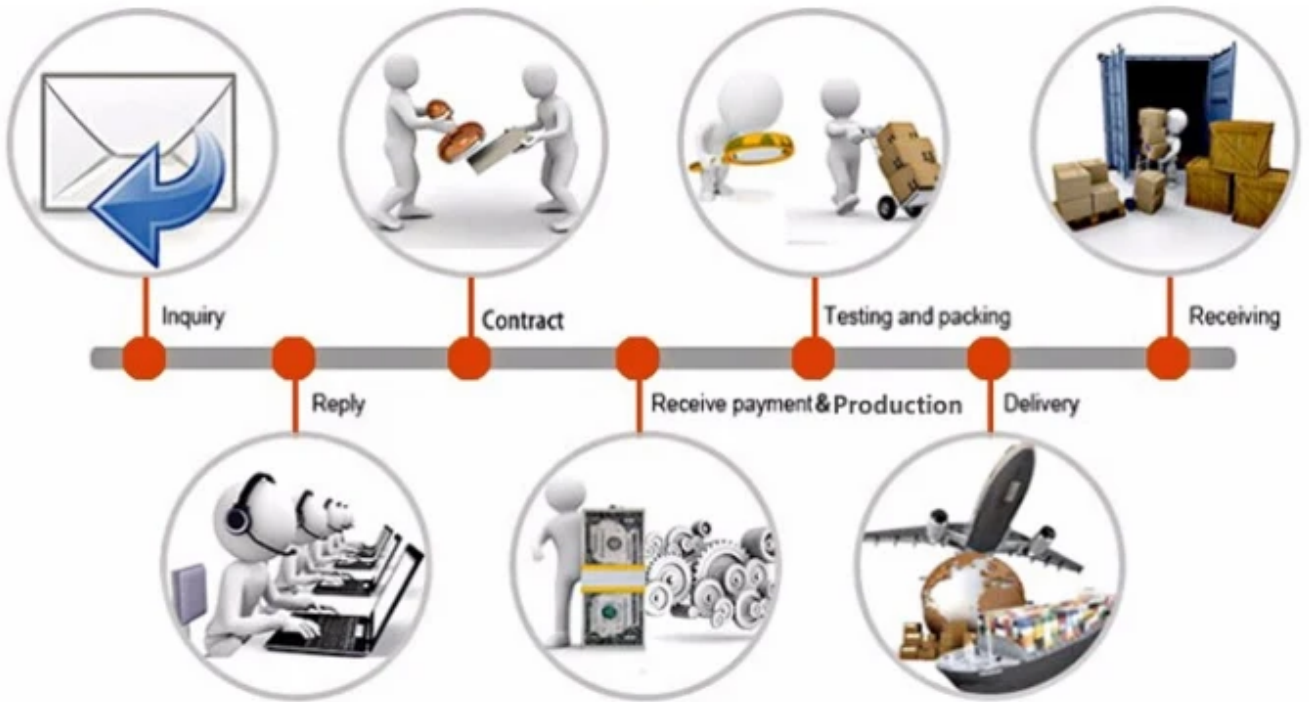 Inquiry
Contract
Testing and packing
Receiving
Reply
Receive payment&Production
Delivery